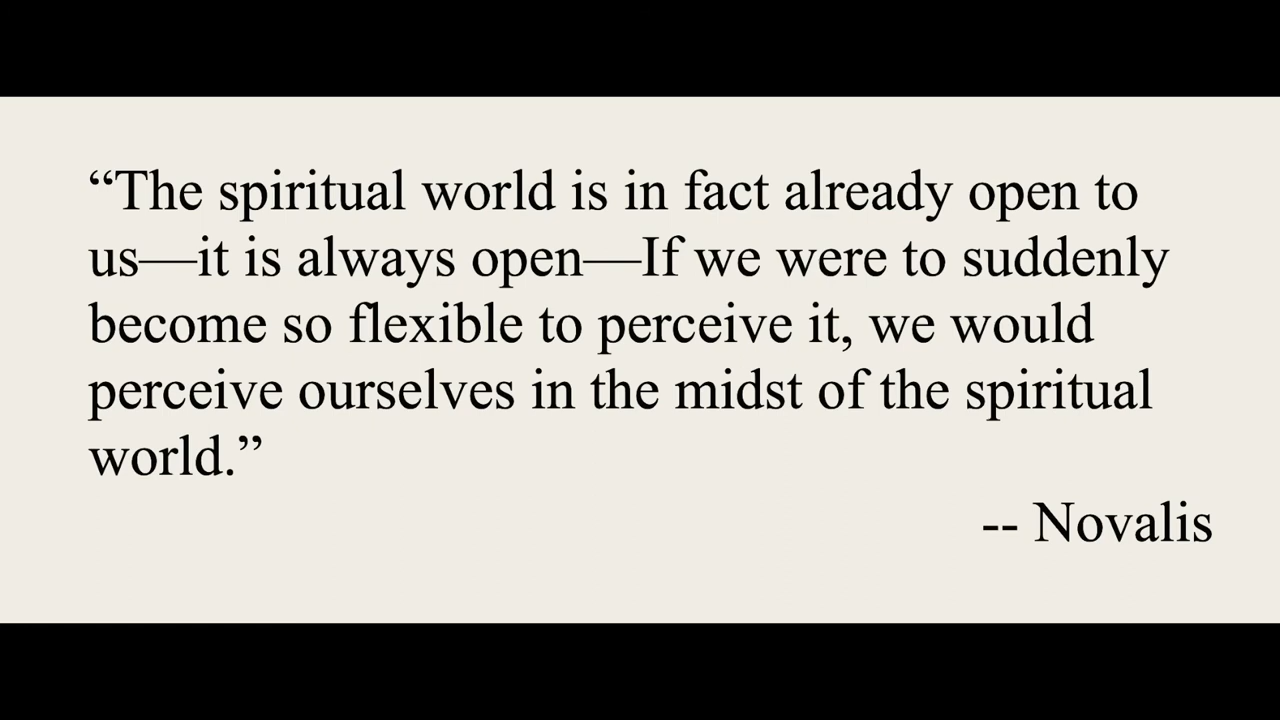 “The spiritual world is in fact already open to
us—it is always open—If we were to suddenly
become so flexible to perceive it, we would
perceive ourselves in the midst of the spiritual
world.”
-- Novalis